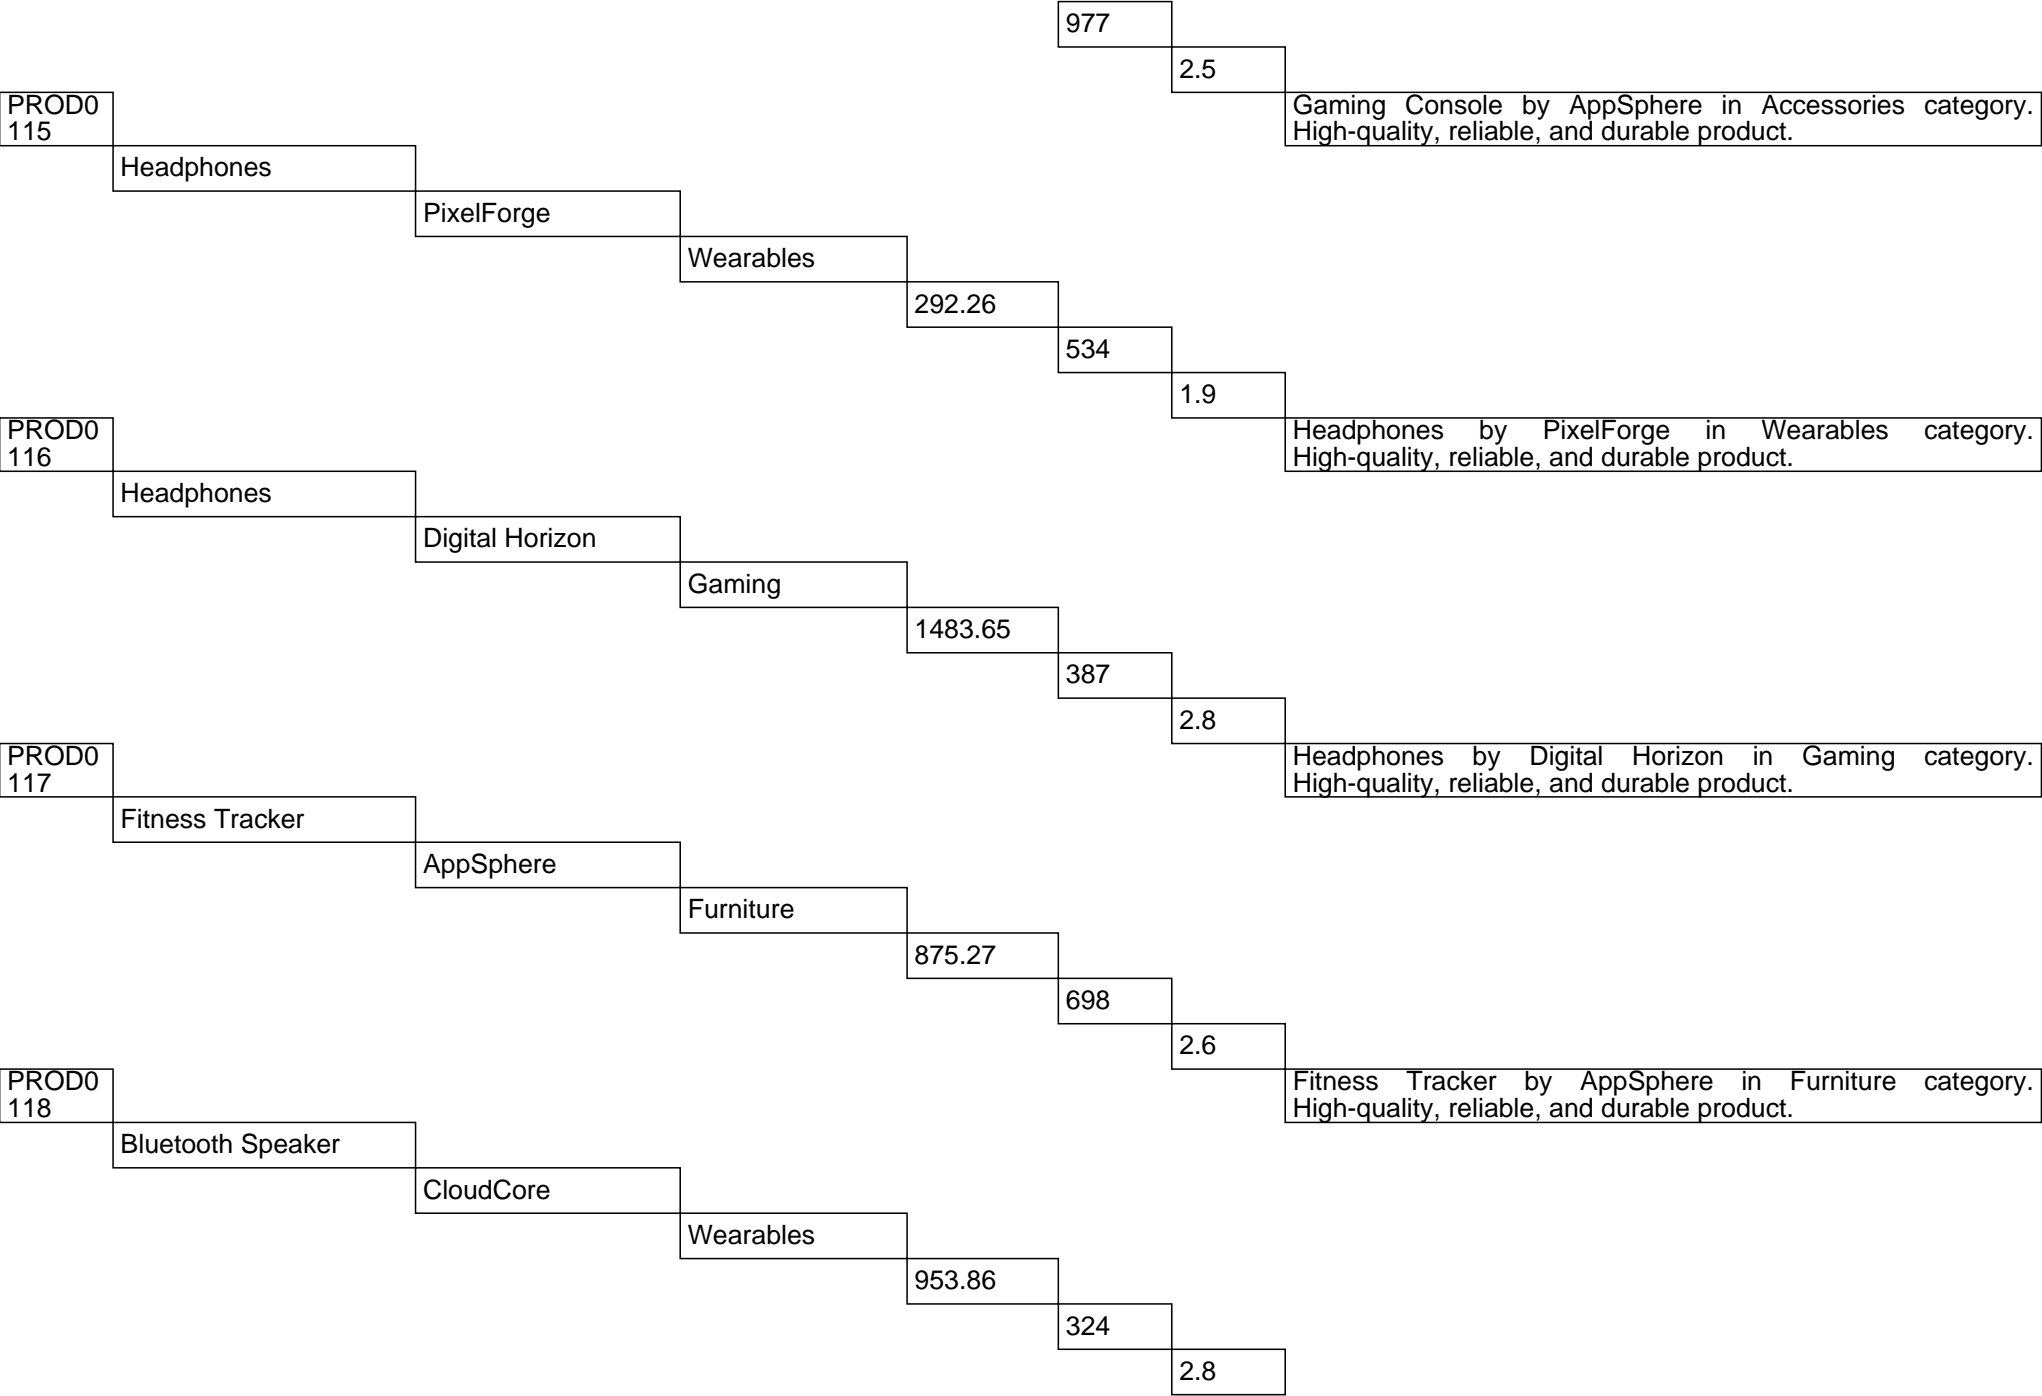 977
2.5
PROD0
115
Gaming Console by AppSphere in Accessories category.
High-quality, reliable, and durable product.
Headphones
PixelForge
Wearables
292.26
534
1.9
PROD0
116
Headphones by PixelForge in Wearables category.
High-quality, reliable, and durable product.
Headphones
Digital Horizon
Gaming
1483.65
387
2.8
PROD0
117
Headphones by Digital Horizon in Gaming category.
High-quality, reliable, and durable product.
Fitness Tracker
AppSphere
Furniture
875.27
698
2.6
PROD0
118
Fitness Tracker by AppSphere in Furniture category.
High-quality, reliable, and durable product.
Bluetooth Speaker
CloudCore
Wearables
953.86
324
2.8